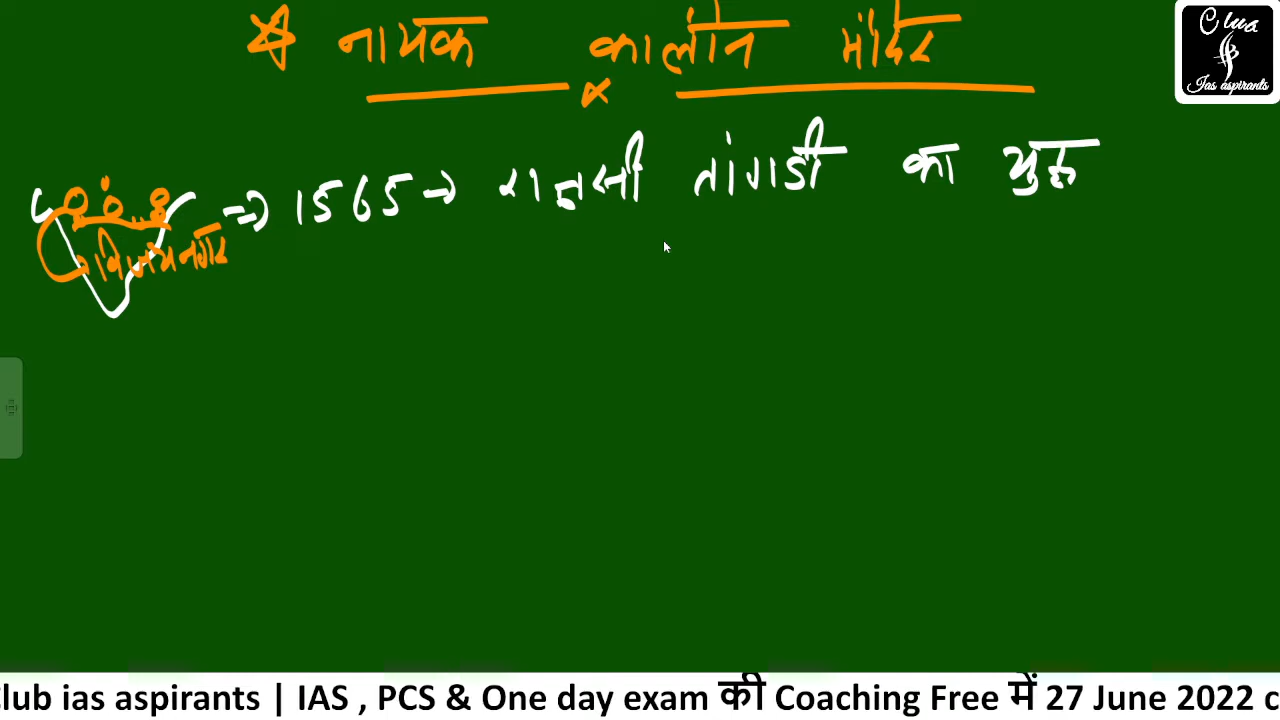 नायक कालीन मंदिर
Club
Ias aspirants
⇒ 1565 → राक्षसी तांगडी का युद्ध
विजयनगर
Club ias aspirants | IAS , PCS & One day exam की Coaching Free में 27 June 2022